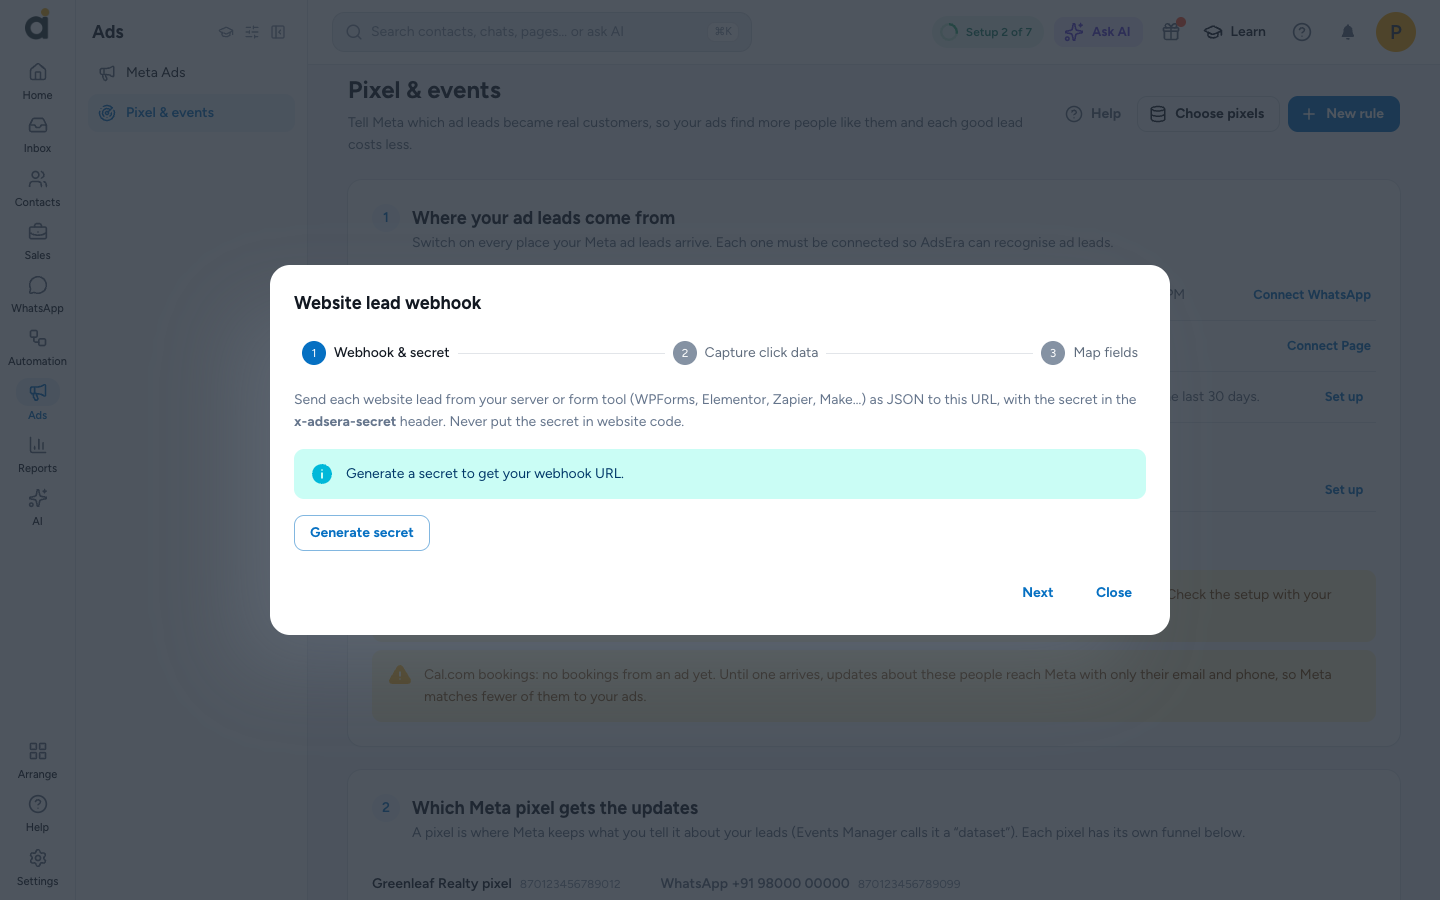 Ads
Search contacts, chats, pages... or ask AI
⌘K
Setup 2 of 7
Ask AI
Learn
P
Home
Inbox
Contacts
Sales
WhatsApp
Automation
Ads
Reports
AI
Arrange
Help
Settings
Meta Ads
Pixel & events
Pixel & events
Tell Meta which ad leads became real customers, so your ads find more people like them and each good lead
costs less.
Help
Choose pixels
New rule
1
Where your ad leads come from
Switch on every place your Meta ad leads arrive. Each one must be connected so AdsEra can recognise ad leads.
PM
Connect WhatsApp
Connect Page
e last 30 days.
Set up
Set up
Website lead webhook
1 Webhook & secret
2 Capture click data
3 Map fields
Send each website lead from your server or form tool (WPForms, Elementor, Zapier, Make...) as JSON to this URL, with the secret in the
x-adsera-secret header. Never put the secret in website code.
Generate a secret to get your webhook URL.
Generate secret
Next
Close
Check the setup with your
Cal.com bookings: no bookings from an ad yet. Until one arrives, updates about these people reach Meta with only their email and phone, so Meta
matches fewer of them to your ads.
2
Which Meta pixel gets the updates
A pixel is where Meta keeps what you tell it about your leads (Events Manager calls it a "dataset"). Each pixel has its own funnel below.
Greenleaf Realty pixel 870123456789012
WhatsApp +91 98000 00000 870123456789099